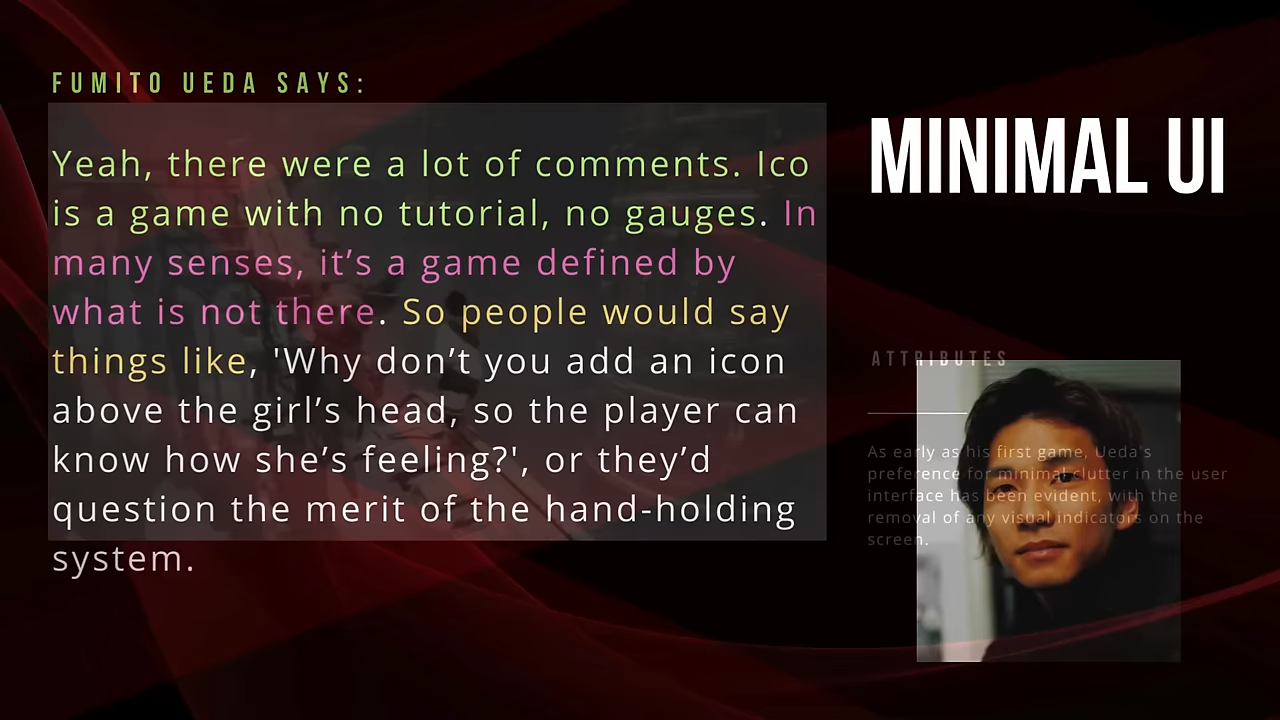 FUMITO UEDA SAYS:
Yeah, there were a lot of comments. Ico
is a game with no tutorial, no gauges. In
many senses, it’s a game defined by
what is not there. So people would say
things like, 'Why don’t you add an icon
above the girl’s head, so the player can
know how she’s feeling?', or they’d
question the merit of the hand-holding
system.
MINIMAL UI
ATTRIBUTES
As early as his first game, Ueda's
preference for minimal clutter in the user
interface has been evident, with the
removal of any visual indicators on the
screen.